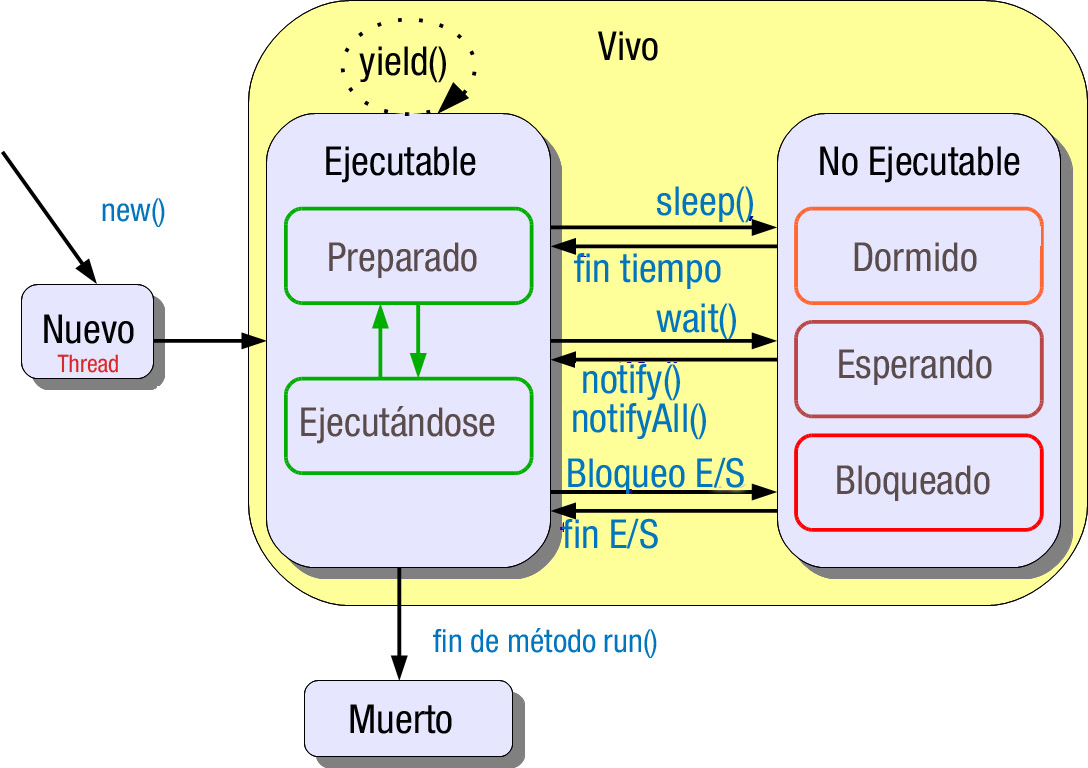 Vivo
yield()
Ejecutable
No Ejecutable
new()
sleep()
Preparado
Dormido
fin tiempo
wait()
Nuevo
Thread
Esperando
notify()
notifyAll()
Ejecutándose
Bloqueo E/S
Bloqueado
fin E/S
fin de método run()
Muerto